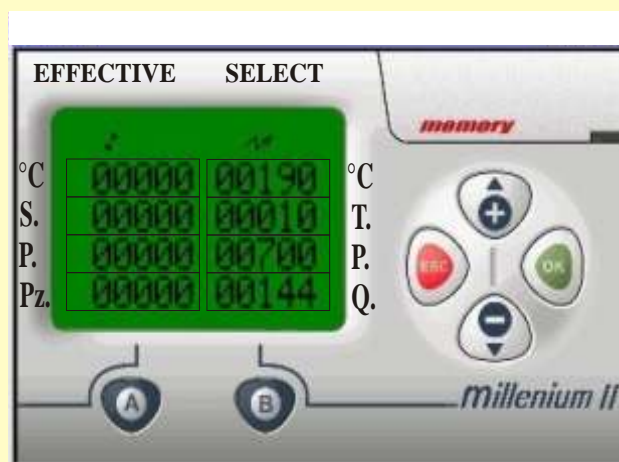 EFFECTIVE SELECT
memory
°C 00000 00190 °C
S. 00000 00010 T.
P. 00000 00700 P.
ESC OK
Pz. 00000 00144 Q.
A B
millenium II